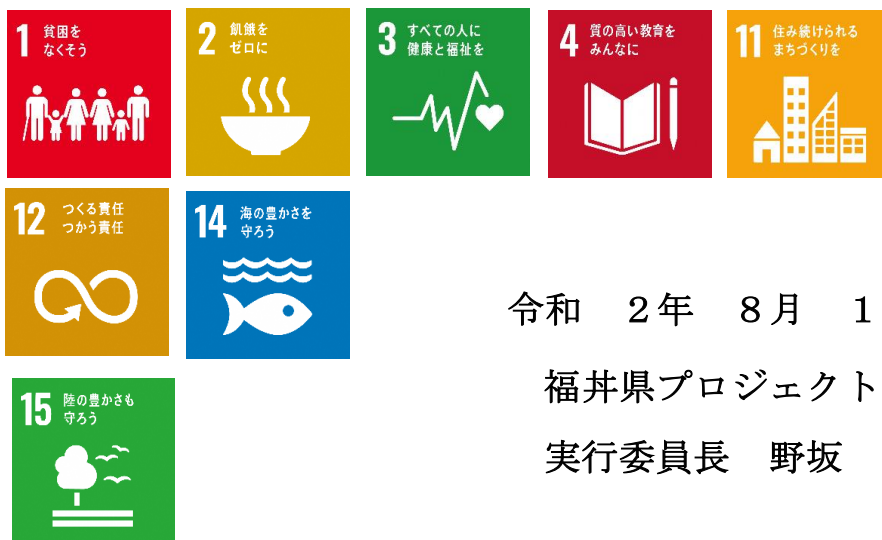 1 貧困を
なくそう
2 飢餓を
ゼロに
3 すべての人に
健康と福祉を
4 質の高い教育を
みんなに
11 住み続けられる
まちづくりを
12 つくる責任
つかう責任
14 海の豊かさを
守ろう
15 陸の豊かさも
守ろう
令和　２年　８月　１
福井県プロジェクト
実行委員長　野坂